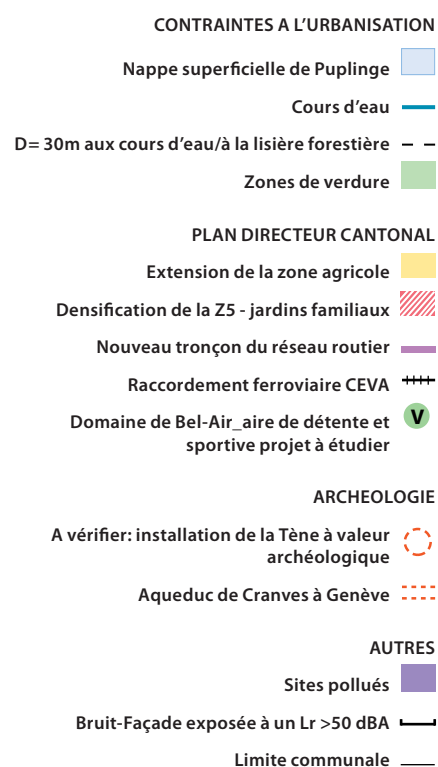 CONTRAINTES A L'URBANISATION
Nappe superficielle de Puplinge
Cours d'eau
D= 30m aux cours d'eau/à la lisière forestière
Zones de verdure
PLAN DIRECTEUR CANTONAL
Extension de la zone agricole
Densification de la Z5 - jardins familiaux
Nouveau tronçon du réseau routier
Raccordement ferroviaire CEVA
Domaine de Bel-Air_aire de détente et
sportive projet à étudier
V
ARCHEOLOGIE
A vérifier: installation de la Tène à valeur
archéologique
Aqueduc de Cranves à Genève
AUTRES
Sites pollués
Bruit-Façade exposée à un Lr >50 dBA
Limite communale